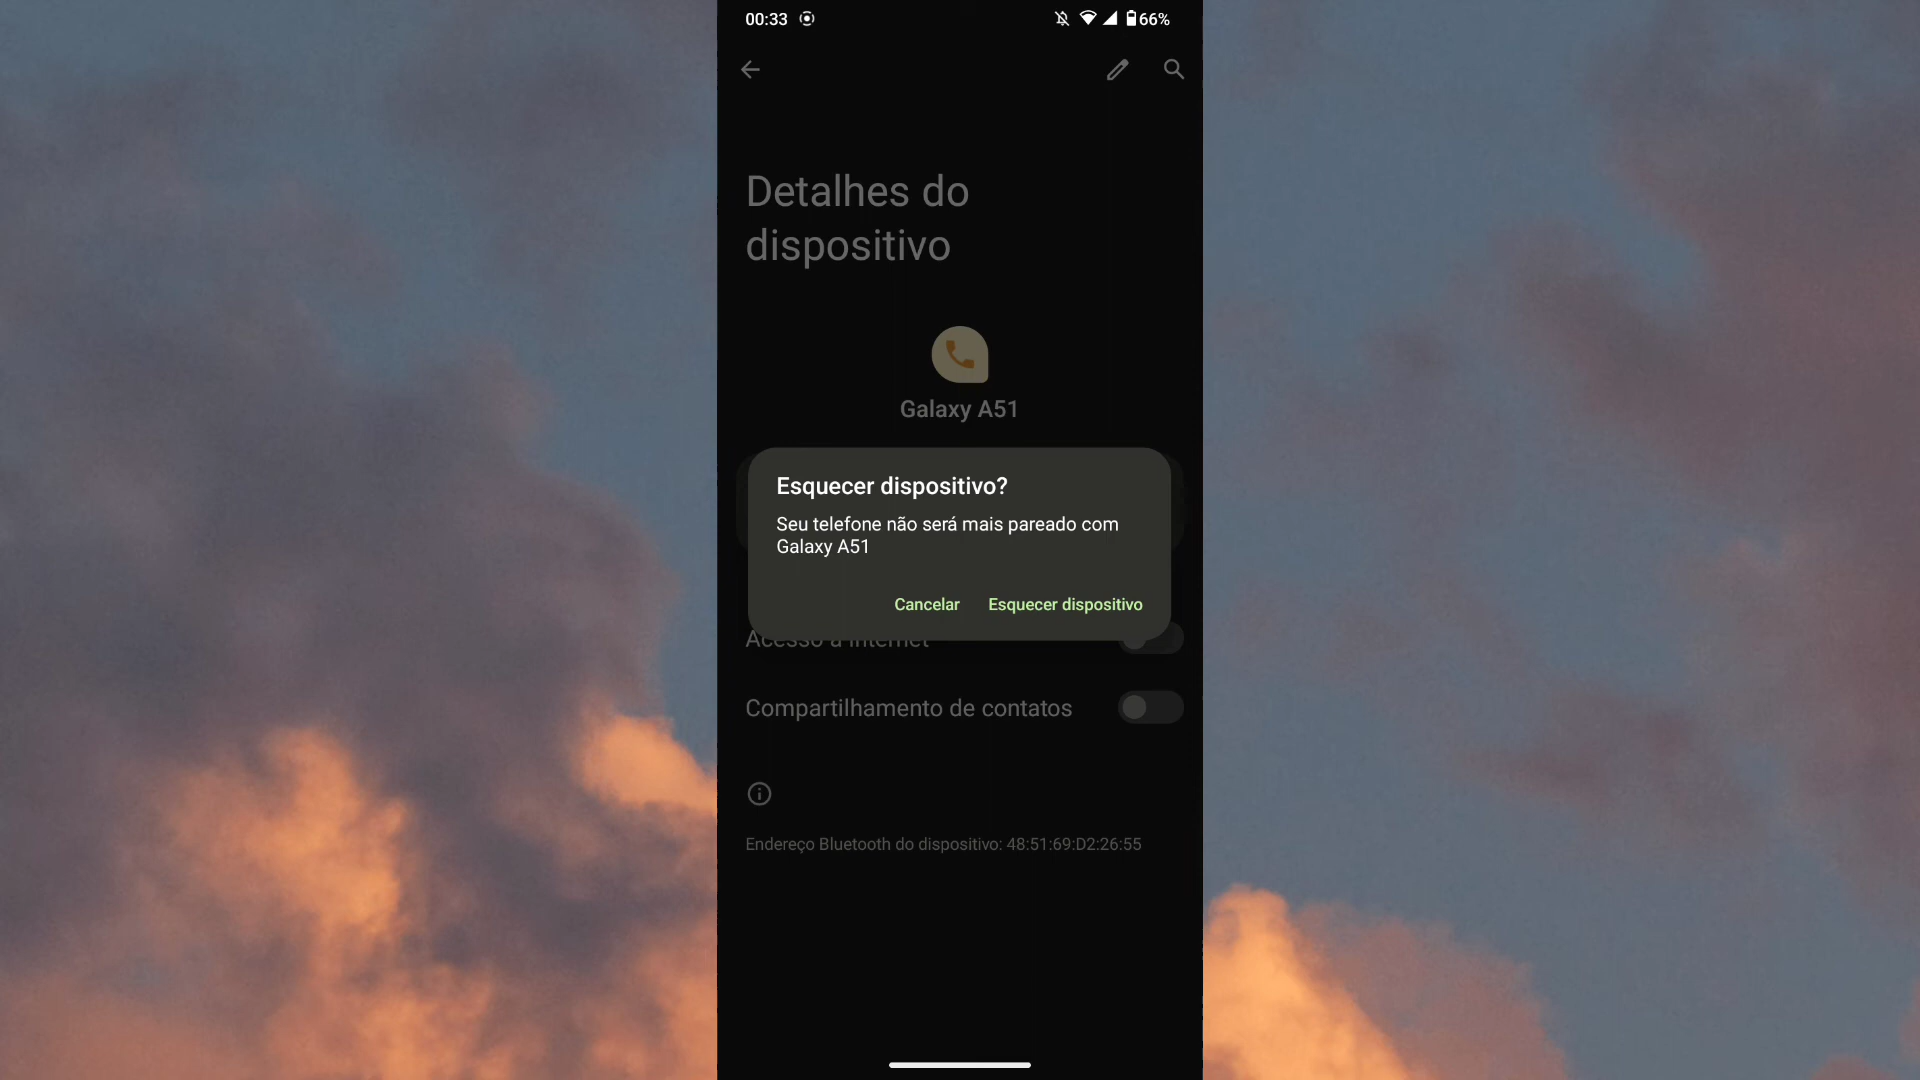 00:33
66%
Detalhes do
dispositivo
Galaxy A51
Esquecer dispositivo?
Seu telefone não será mais pareado com
Galaxy A51
Cancelar Esquecer dispositivo
Acesso à Internet
Compartilhamento de contatos
Endereço Bluetooth do dispositivo: 48:51:69:D2:26:55